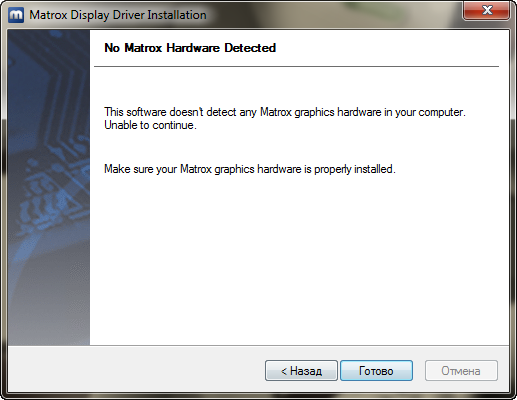 Matrox Display Driver Installation
No Matrox Hardware Detected
This software doesn't detect any Matrox graphics hardware in your computer.
Unable to continue.
Make sure your Matrox graphics hardware is properly installed.
< Назад
Готово
Отмена